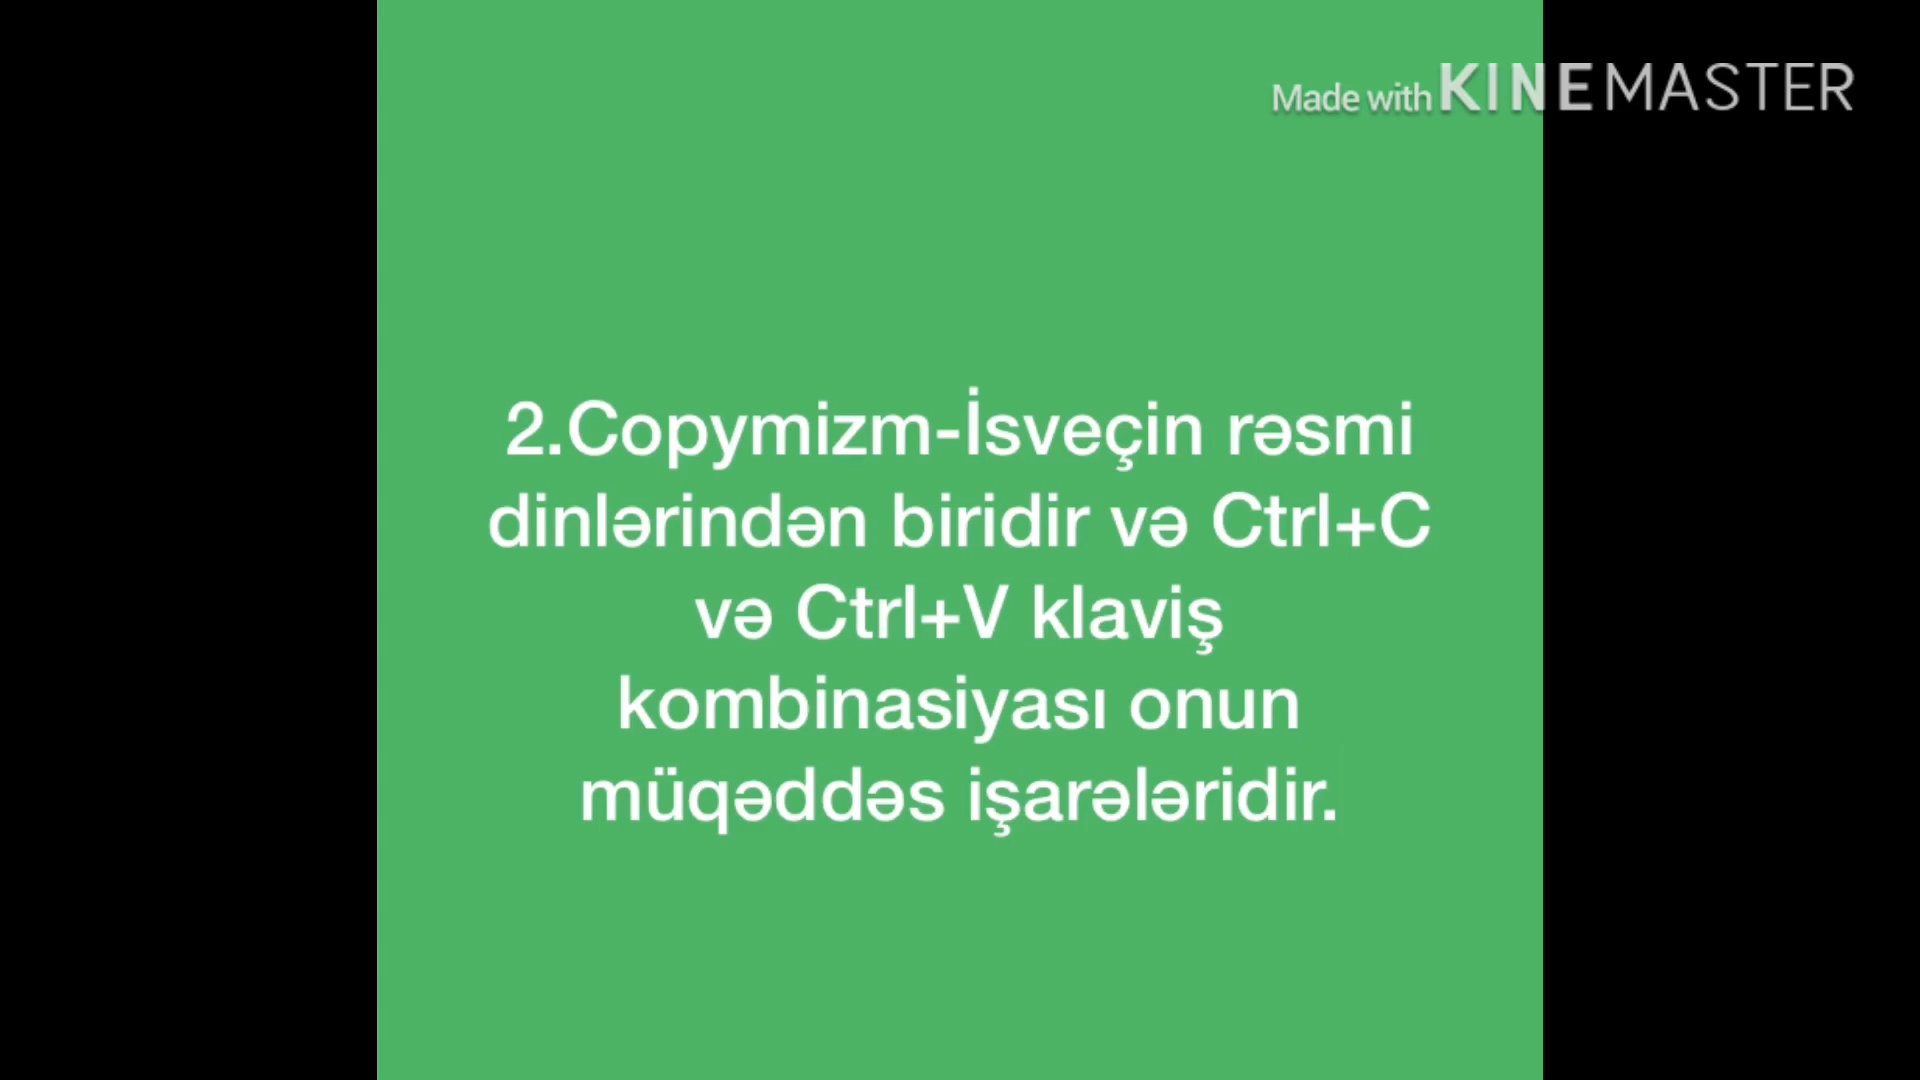 Made with KINEMASTER
2.Copymizm-İsveçin rəsmi
dinlərindən biridir və Ctrl+C
və Ctrl+V klaviş
kombinasiyası onun
müqəddəs işarələridir.